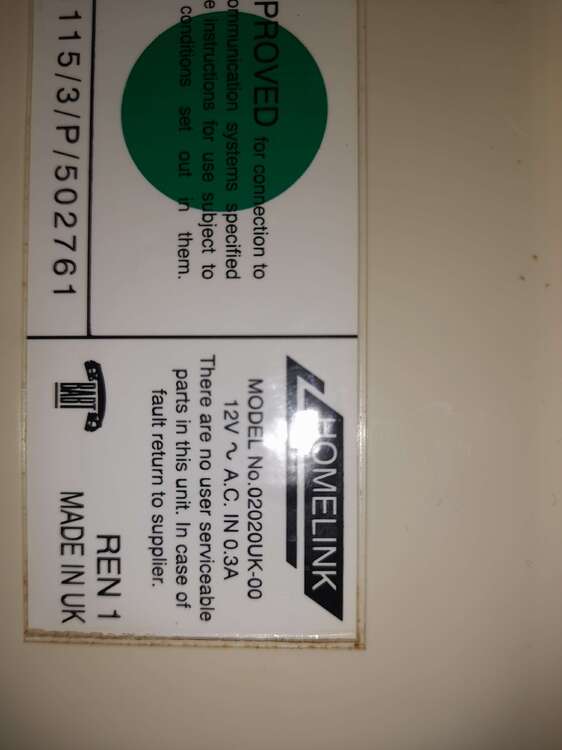 PROVED for connection to
ommunication systems specified
e instructions for use subject to
conditions set out in them.
115/3/P/502761
HOMELINK
MODEL No.02020UK-00
12V ∿ A.C. IN 0.3A
There are no user serviceable
parts in this unit. In case of
fault return to supplier.
BABT
REN 1
MADE IN UK